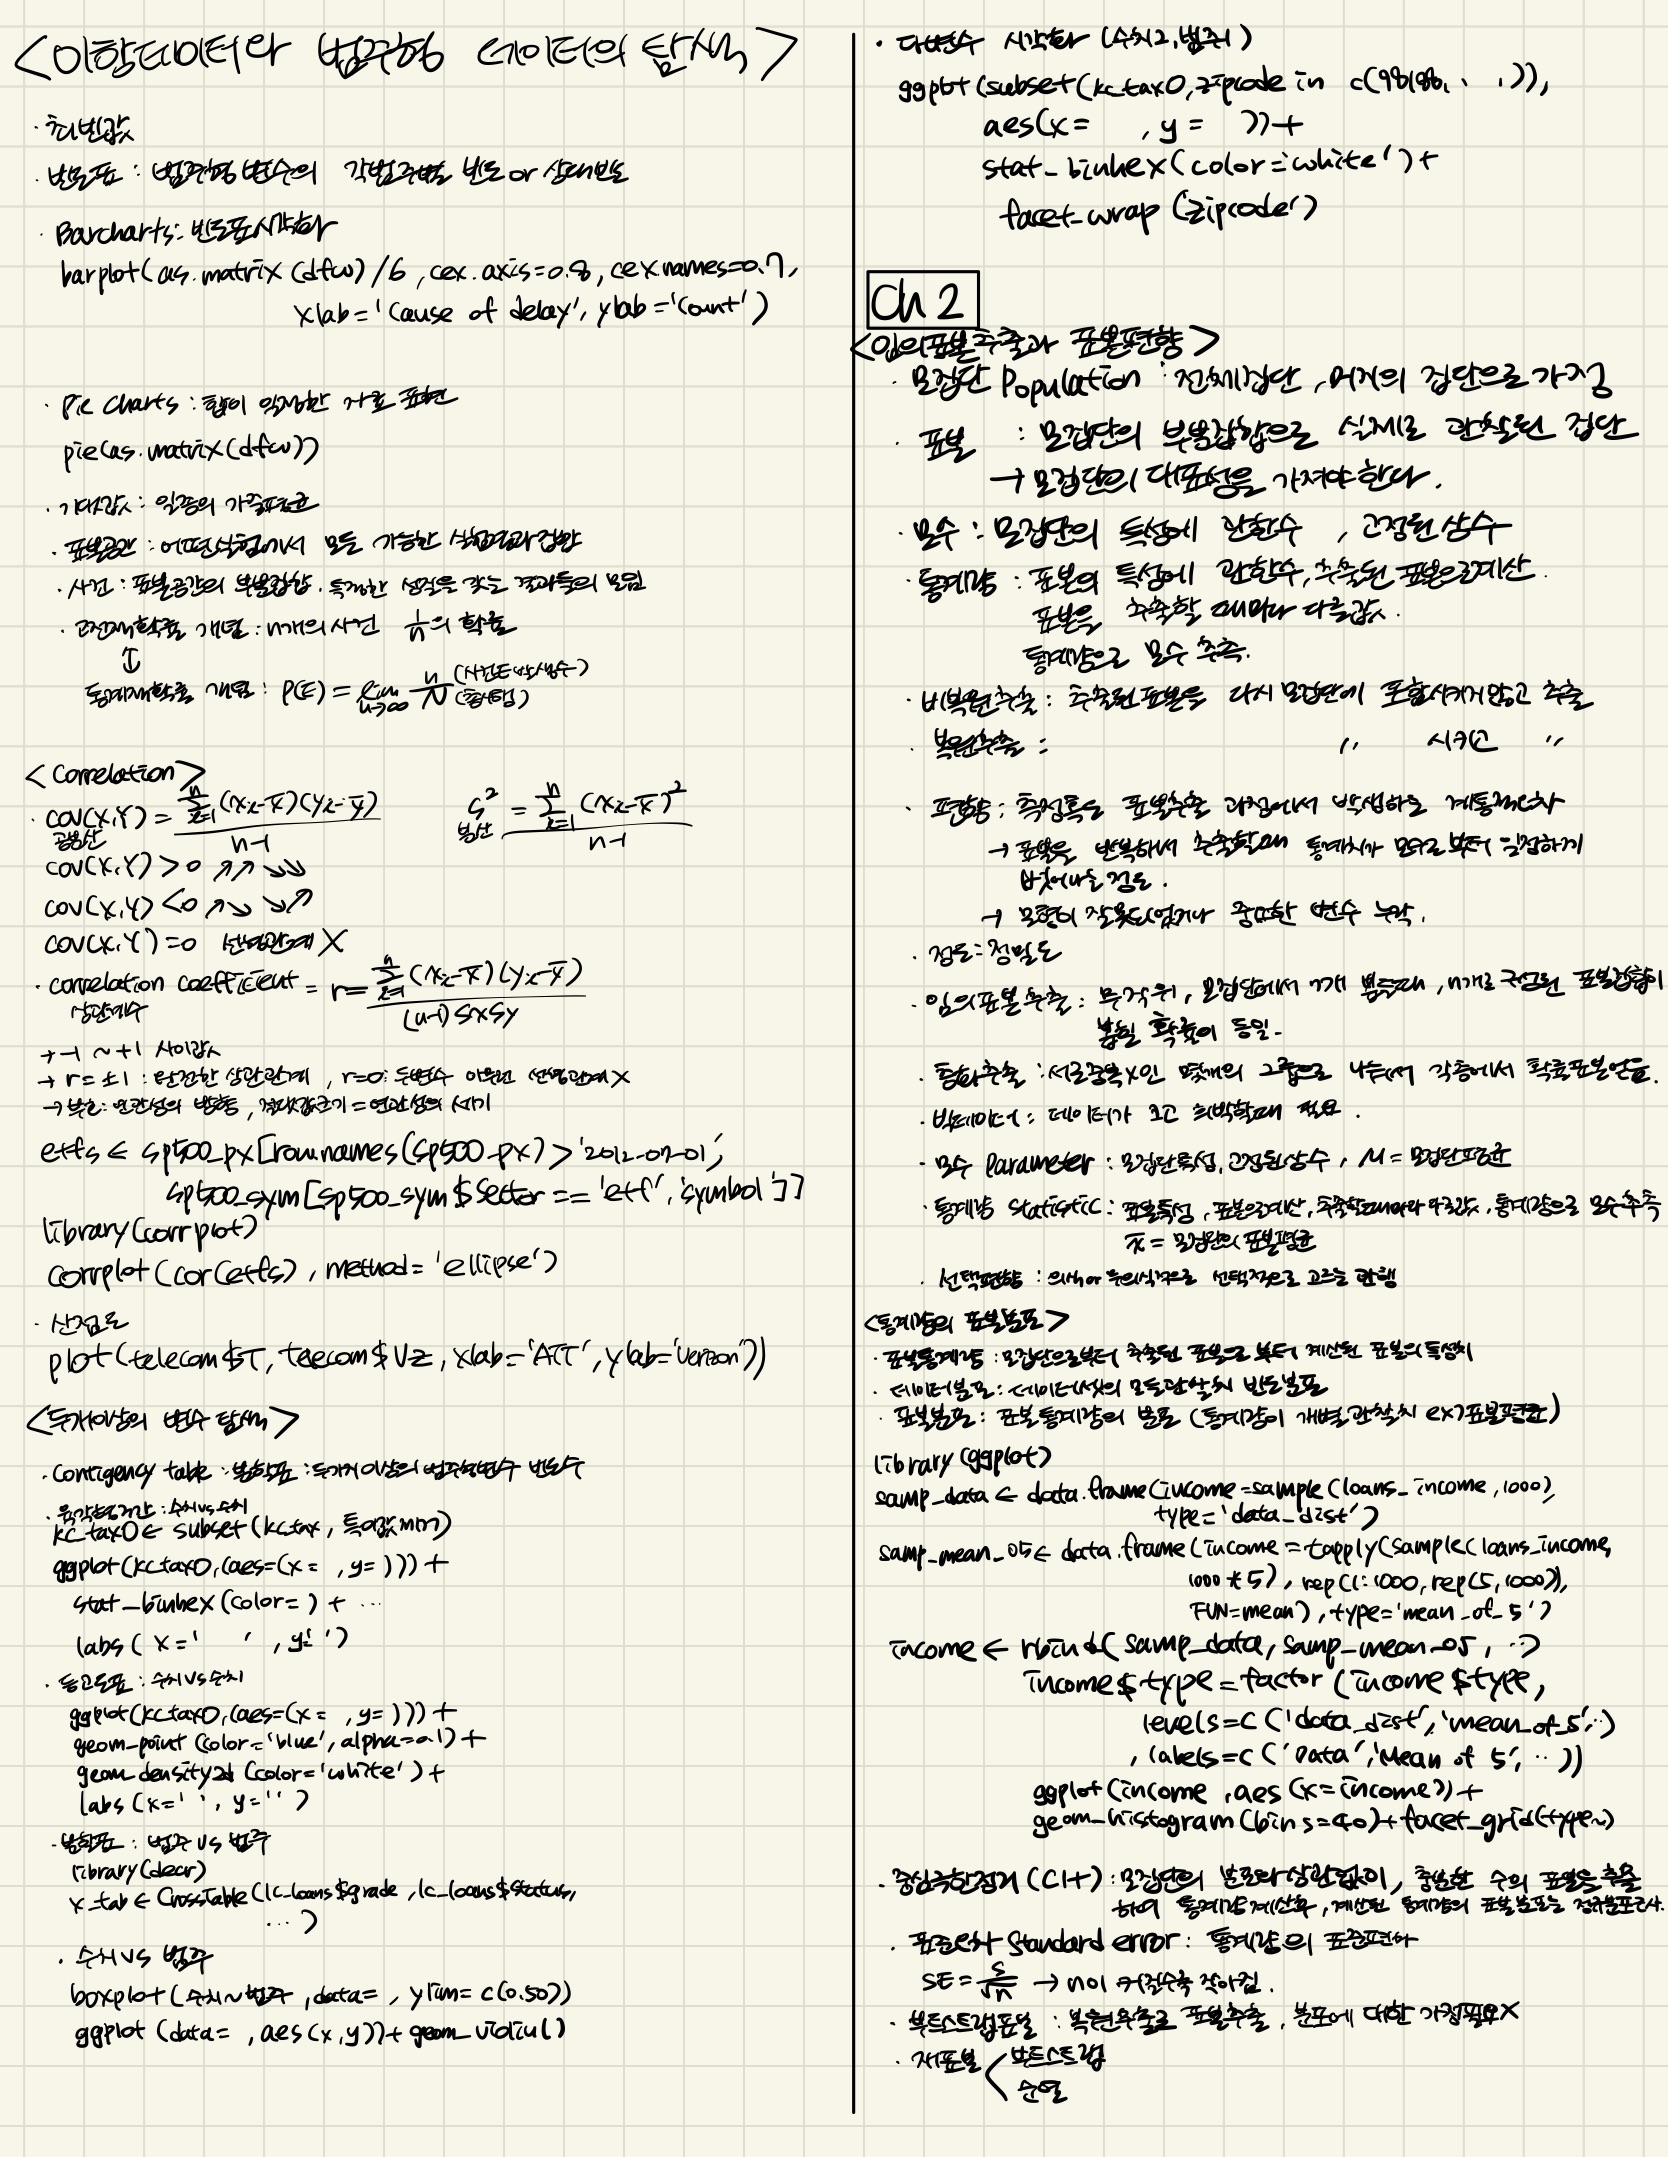 <이항데이터와 범주형 데이터의 탐색>
· 최빈값
· 빈도표 : 범주형 변수의 각범주별 빈도 or 상대빈도
· Barcharts : 빈도표시각화
barplot(as.matrix(dfw)/6, cex.axis=0.8, cex.names=0.7,
xlab='cause of delay', ylab='count')
· Pie Charts : 합이 일정한 자료 표현
pie(as.matrix(dfw))
· 기대값 : 일종의 가중평균
· 표본공간 : 어떤실험에서 모든 가능한 실험결과집합
· 사건 : 표본공간의 부분집합. 특정한 성질을 갖는 결과들의 모임
· 고전적확률 개념 : n개의 사건 1/n의 확률
↕
통계적확률 개념 : P(E) = lim n→∞ n/N (사건E발생수) (총시행)
<Correlation>
· cov(X,Y) = Σ(xi-x̄)(yi-ȳ) / n-1 S² = Σ(xi-x̄)² / n-1
공분산 분산
cov(X,Y) > 0 ↗↗ ↘↘
cov(X,Y) < 0 ↗↘ ↘↗
cov(X,Y) = 0 선형관계 X
· correlation coefficient = r = Σ(xi-x̄)(yi-ȳ) / (n-1) SxSy
상관계수
→ -1 ~ +1 사이값
→ r = ±1 : 완전한 상관관계, r=0: 두변수 아무런 선형관계 X
→ 부호: 연관성의 방향, 절대값크기 = 연관성의 세기
etfs ← sp500_px[row.names(sp500_px) > '2012-07-01',
sp500_sym[sp500_sym$sector == 'etf', 'symbol']]
library(corrplot)
corrplot(cor(etfs), method = 'ellipse')
· 산점도
plot(telecom$T, telecom$VZ, xlab='ATT', ylab='Verizon')
<두개이상의 변수 탐색>
· Contigency table : 분할표 : 두가지이상의 범주형변수 빈도수
· 육각형구간 : 수치vs수치
kc_tax0 ← subset(kc_tax, 특이값제거)
ggplot(kc_tax0, (aes=(x= , y= ))) +
stat_binhex(color= ) + ...
labs( x=' ' , y=' ')
· 등고도표 : 수치vs수치
ggplot(kc_tax0, (aes=(x= , y= ))) +
geom_point(color='blue', alpha=0.1) +
geom_density2d(color='white') +
labs(x=' ', y=' ')
· 분할표 : 범주 vs 범주
library(descr)
x_tab ← CrossTable(lc_loans$grade, lc_loans$status,
... )
· 수치 vs 범주
boxplot(수치~범주, data= , ylim= c(0.50))
ggplot(data= , aes(x,y)) + geom_violin()
· 다변수 시각화 (수치2, 범주1)
ggplot(subset(kc_tax0, zipcode in c(98188, . . )),
aes(x= , y= )) +
stat_binhex(color='white') +
facet_wrap('zipcode')
Ch 2
<임의표본추출과 표본편향>
· 모집단 Population : 전체집단, 미지의 집단으로 가정
· 표본 : 모집단의 부분집합으로 실제로 관찰된 집단
→ 모집단의 대표성을 가져야한다.
· 모수 : 모집단의 특성에 관한수, 고정된 상수
· 통계량 : 표본의 특성에 관한수, 추출된 표본으로계산.
표본을 추출할 때마다 다른값.
통계량으로 모수 추측.
· 비복원추출 : 추출된표본을 다시 모집단에 포함시키지않고 추출
· 복원추출 : 〃 시키고 〃
· 편향 : 측정혹은 표본추출 과정에서 발생하는 계통적오차
→ 표본을 반복해서 추출할때 통계치가 모수로 부터 일정하게
벗어나는 정도.
→ 모형이 잘못되었거나 중요한 변수 누락.
· 정도=정밀도
· 임의표본추출 : 무작위, 모집단에서 n개 뽑을때, n개로 구성된 표본집합이
뽑힐 확률이 동일.
· 층화추출 : 서로중복X인 몇개의 그룹으로 나눠서 각층에서 확률표본얻음.
· 빅데이터 : 데이터가 크고 희박할때 필요.
· 모수 Parameter : 모집단특성, 고정된상수, μ = 모집단평균
· 통계량 Statistic : 표본특성, 표본으로계산, 추출할때마다 다른값, 통계량으로 모수추측
x̄ = 모집단의 표본평균
· 선택편향 : 의식 or 무의식적으로 선택적으로 고르는 관행
<통계량의 표본분포>
· 표본통계량 : 모집단으로부터 추출된 표본으로 부터 계산된 표본의 특성치
· 데이터분포 : 데이터셋의 모든관찰치 빈도분포
· 표본분포 : 표본 통계량의 분포 (통계량이 개별관찰치 ex)표본평균)
library(ggplot)
samp_data ← data.frame(income=sample(loans_income, 1000),
type='data_dist')
samp_mean_05 ← data.frame(income = tapply(sample(loans_income,
1000*5), rep(1:1000, rep(5,1000)),
FUN=mean), type='mean_of_5')
income ← rbind(samp_data, samp_mean_05, ...)
income$type = factor(income$type,
levels=c('data_dist', 'mean_of_5', ..)
, labels=c('Data', 'Mean of 5', ..))
ggplot(income, aes(x=income)) +
geom_histogram(bins=40) + facet_grid(type~)
· 중심극한정리 (CLT) : 모집단의 분포와 상관없이, 충분한 수의 표본을 추출
하여 통계량 계산후, 계산된 통계량의 표본분포는 정규분포근사.
· 표준오차 Standard error : 통계량의 표준편차
SE = s/√n → n이 커질수록 작아짐.
· 부트스트랩표본 : 복원추출로 표본추출, 분포에 대한 가정필요X
· 재표본 < 부트스트랩
순열